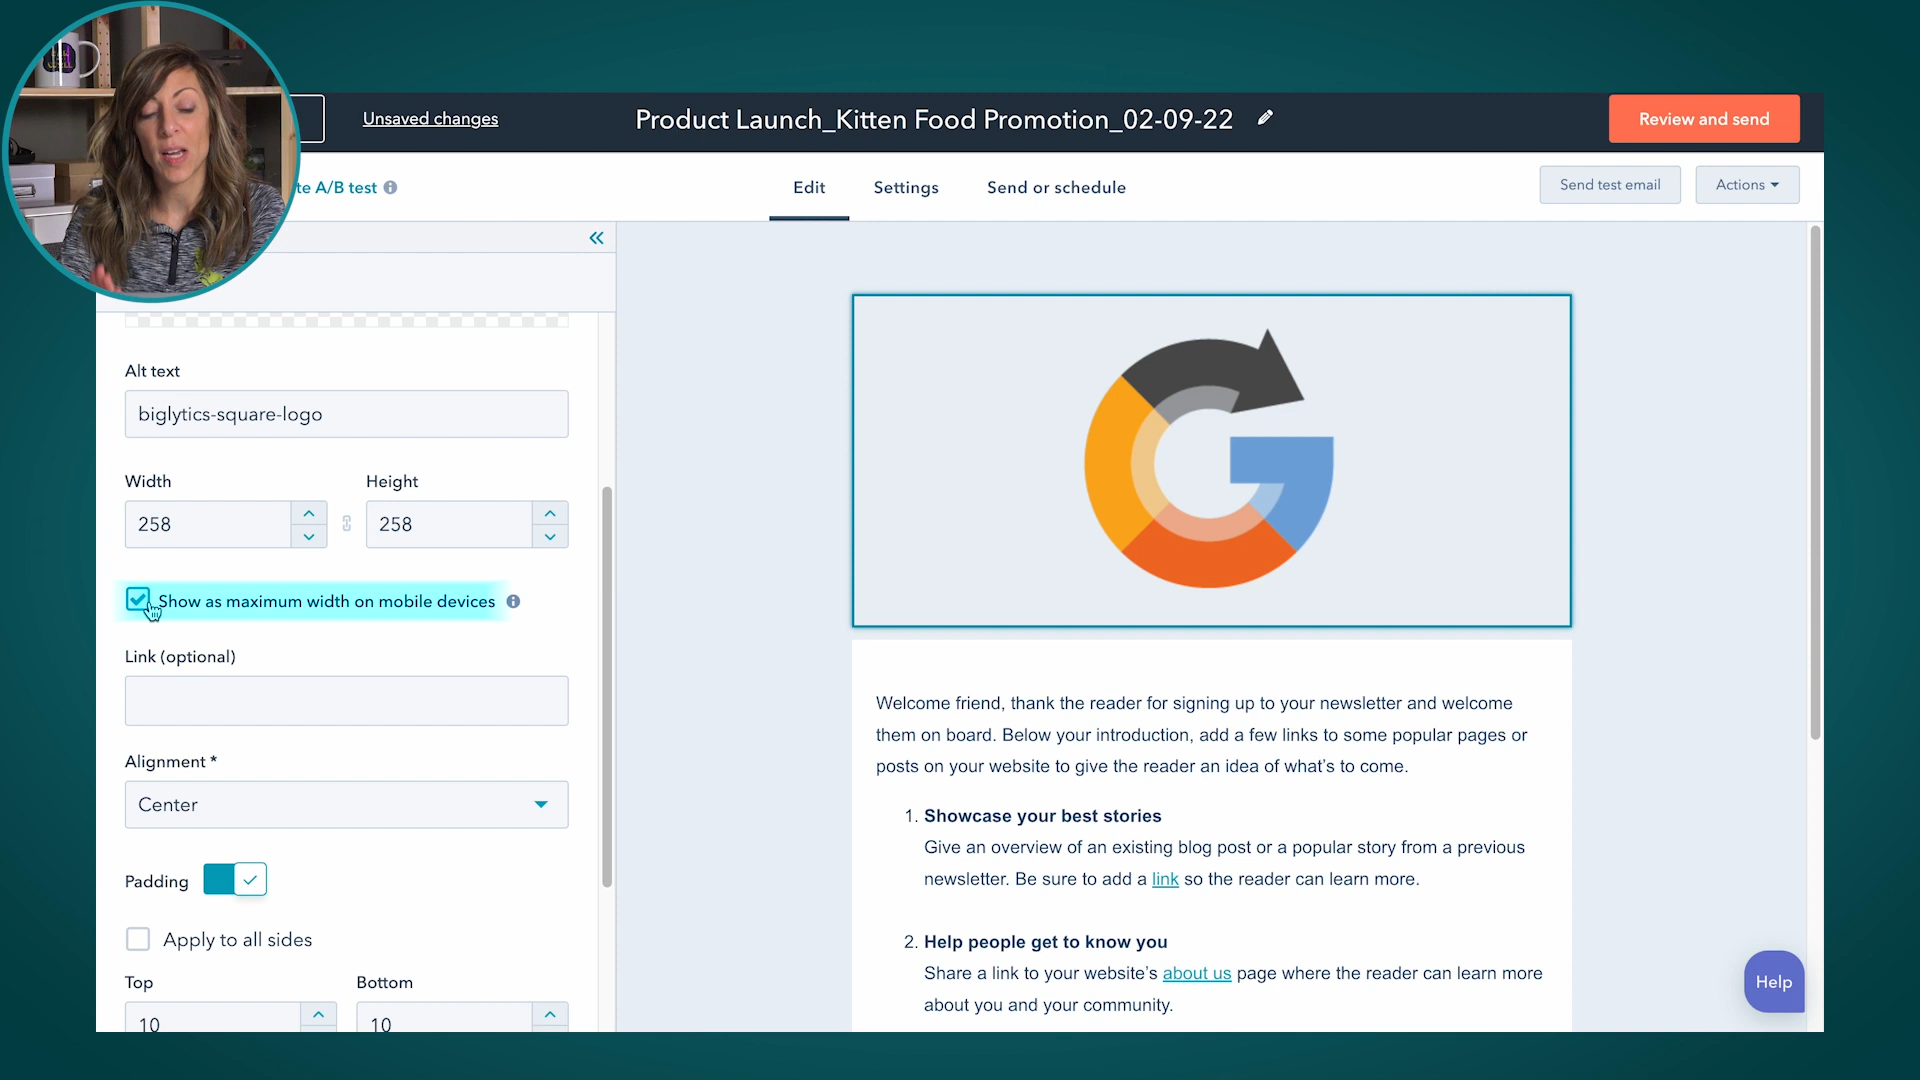 Unsaved changes
Product Launch_Kitten Food Promotion_02-09-22
Review and send
te A/B test
Edit
Settings
Send or schedule
Send test email
Actions
Alt text
biglytics-square-logo
Width
Height
258
258
Show as maximum width on mobile devices
Link (optional)
Alignment *
Center
Padding
Apply to all sides
Top
Bottom
10
10
Welcome friend, thank the reader for signing up to your newsletter and welcome
them on board. Below your introduction, add a few links to some popular pages or
posts on your website to give the reader an idea of what's to come.
1. Showcase your best stories
Give an overview of an existing blog post or a popular story from a previous
newsletter. Be sure to add a link so the reader can learn more.
2. Help people get to know you
Share a link to your website's about us page where the reader can learn more
about you and your community.
Help